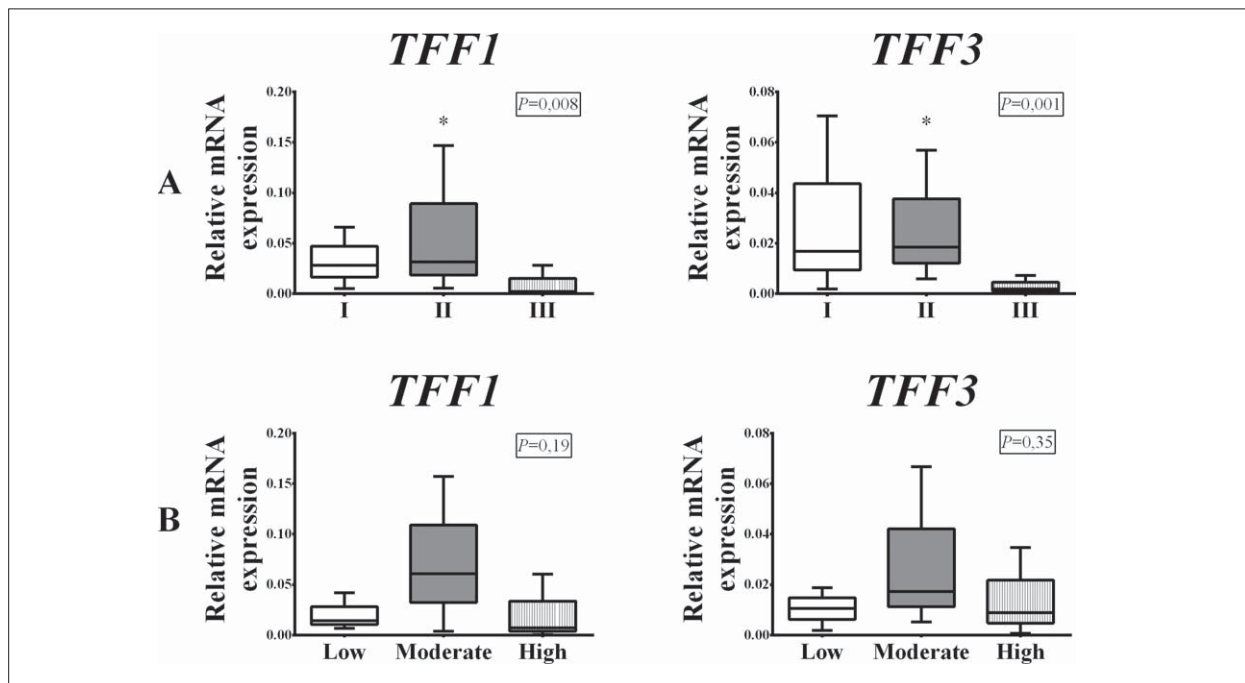 TFF1
TFF3
A
Relative mRNA
expression
0.20
0.15
0.10
0.05
0.00
P=0,008
*
I II III
Relative mRNA
expression
0.08
0.06
0.04
0.02
0.00
P=0,001
*
I II III
TFF1
TFF3
B
Relative mRNA
expression
0.20
0.15
0.10
0.05
0.00
P=0,19
Low Moderate High
Relative mRNA
expression
0.08
0.06
0.04
0.02
0.00
P=0,35
Low Moderate High